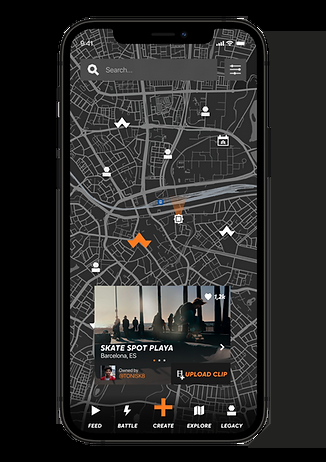 9:41
Search...
1,2k
SKATE SPOT PLAYA
Barcelona, ES
Owned by
@TONISK8
UPLOAD CLIP
FEED BATTLE CREATE EXPLORE LEGACY